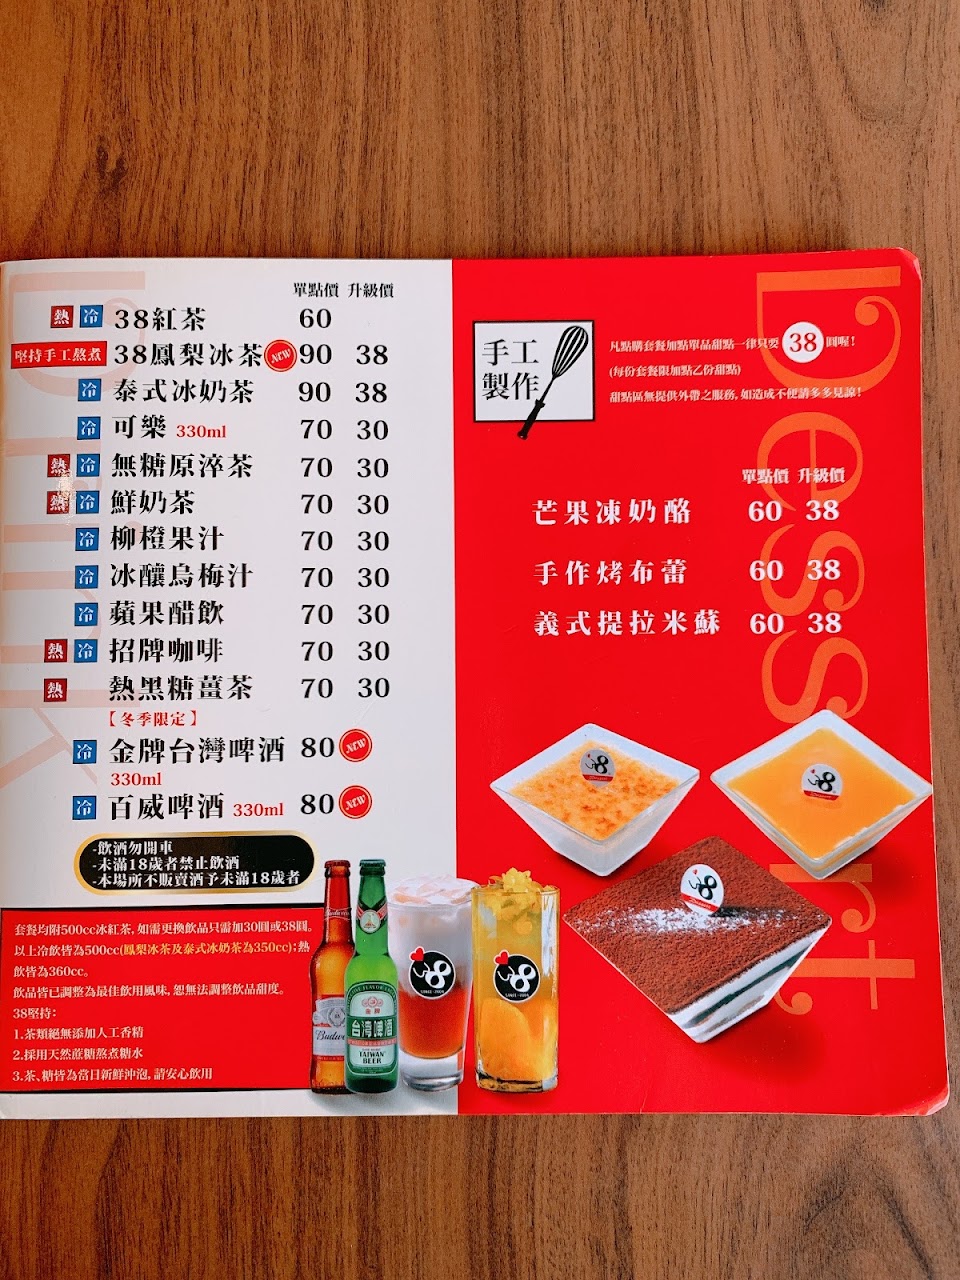 Drink
單點價 升級價
熱 冷 38紅茶 60
堅持手工熬煮 38鳳梨冰茶 NEW 90 38
冷 泰式冰奶茶 90 38
冷 可樂 330ml 70 30
熱 冷 無糖原淬茶 70 30
熱 冷 鮮奶茶 70 30
冷 柳橙果汁 70 30
冷 冰釀烏梅汁 70 30
冷 蘋果醋飲 70 30
熱 冷 招牌咖啡 70 30
熱 熱黑糖薑茶 70 30
【冬季限定】
冷 金牌台灣啤酒 80 NEW
330ml
冷 百威啤酒 330ml 80 NEW
-飲酒勿開車
-未滿18歲者禁止飲酒
-本場所不販賣酒予未滿18歲者
套餐均附500cc冰紅茶, 如需更換飲品只需加30圓或38圓。
以上冷飲皆為500cc(鳳梨冰茶及泰式冰奶茶為350cc);熱
飲皆為360cc。
飲品皆已調整為最佳飲用風味, 恕無法調整飲品甜度。
38堅持:
1.茶類絕無添加人工香精
2.採用天然蔗糖熬煮糖水
3.茶、糖皆為當日新鮮沖泡, 請安心飲用
Budweiser
金牌
台湾啤酒
TAIWAN
BEER
38
SINCE · 2004
38
SINCE · 2004
Dessert
手工
製作
凡點購套餐加點單品甜點一律只要 38 圓喔!
(每份套餐限加點乙份甜點)
甜點區無提供外帶之服務, 如造成不便請多多見諒!
單點價 升級價
芒果凍奶酪 60 38
手作烤布蕾 60 38
義式提拉米蘇 60 38
38
38
38